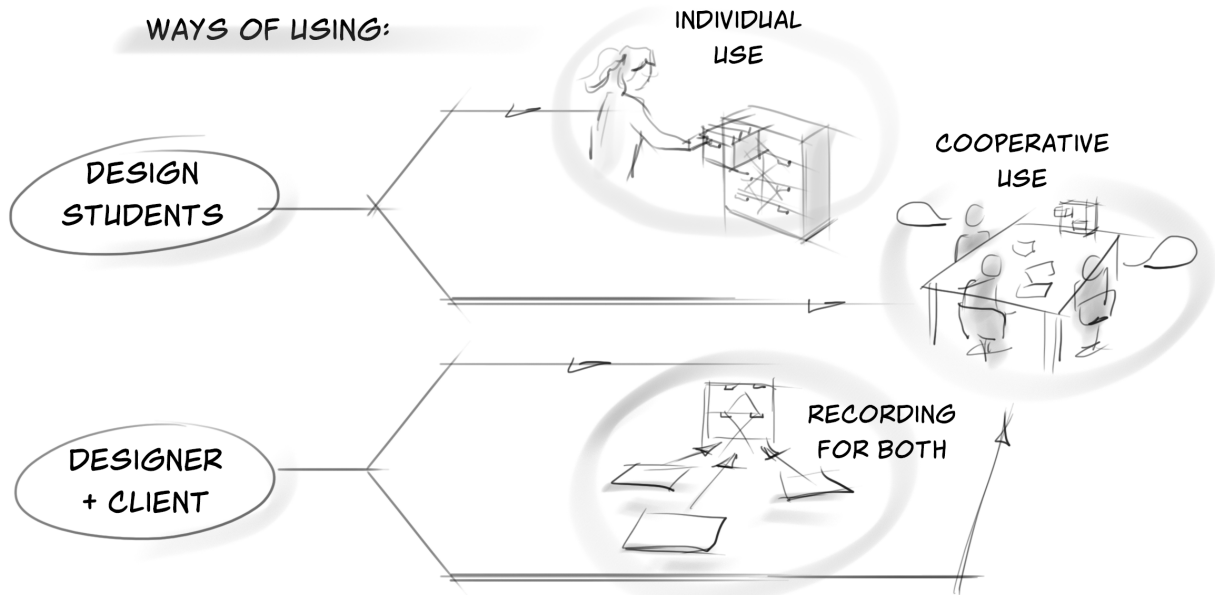 WAYS OF USING:
INDIVIDUAL
USE
COOPERATIVE
USE
DESIGN
STUDENTS
RECORDING
FOR BOTH
DESIGNER
+ CLIENT